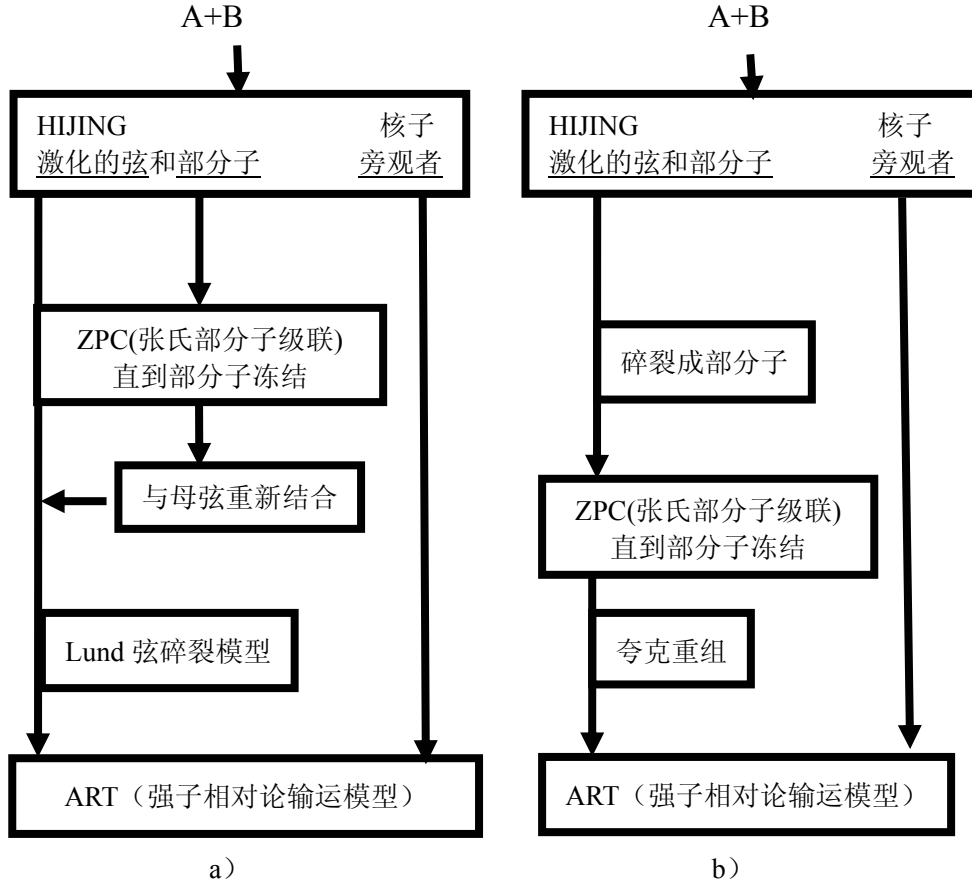 A+B
HIJING 核子
激化的弦和部分子 旁观者
ZPC(张氏部分子级联)
直到部分子冻结
与母弦重新结合
Lund 弦碎裂模型
ART（强子相对论输运模型）
a）
A+B
HIJING 核子
激化的弦和部分子 旁观者
碎裂成部分子
ZPC(张氏部分子级联)
直到部分子冻结
夸克重组
ART（强子相对论输运模型）
b）